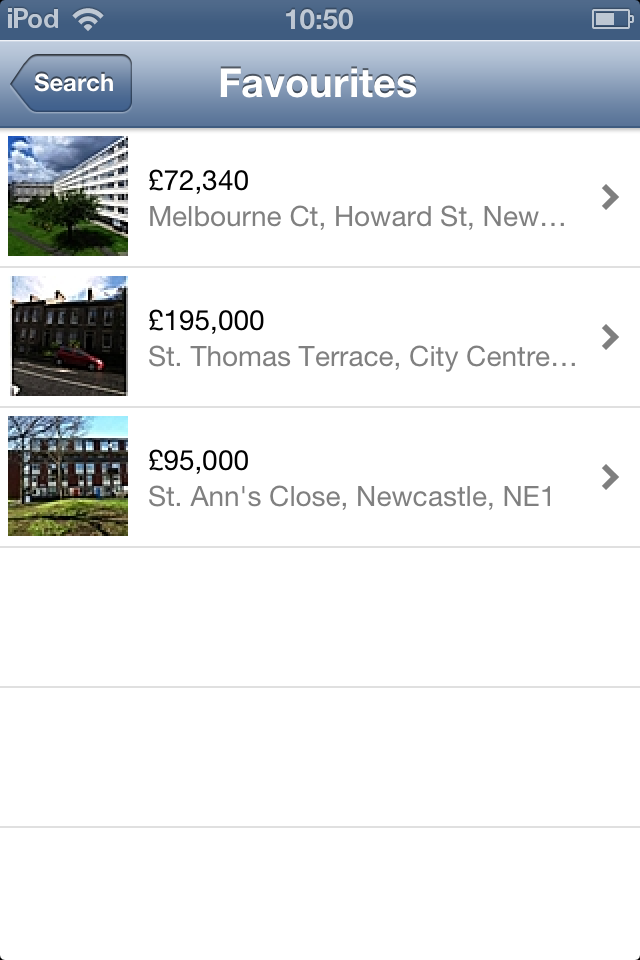 iPod 10:50
Search Favourites
£72,340
Melbourne Ct, Howard St, New…
£195,000
St. Thomas Terrace, City Centre…
£95,000
St. Ann's Close, Newcastle, NE1